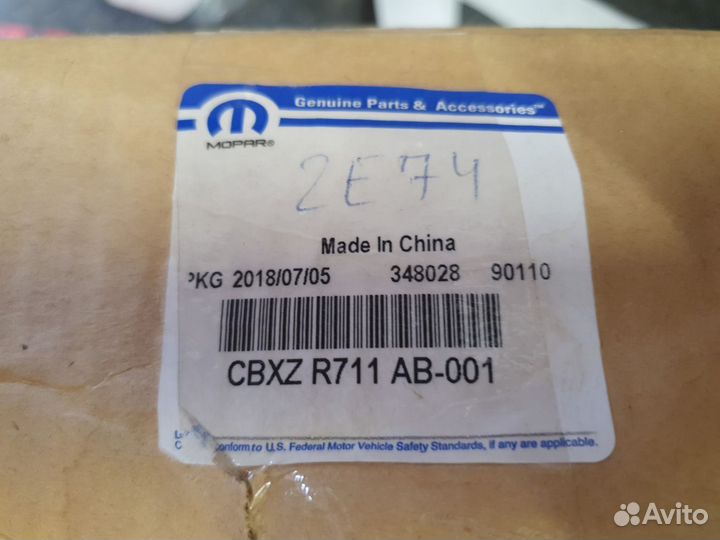 Genuine Parts & Accessories™
MOPAR®
2E74
Made In China
PKG 2018/07/05 348028 90110
CBXZ R711 AB-001
conform to U.S. Federal Motor Vehicle Safety Standards, if any are applicable.
Avito